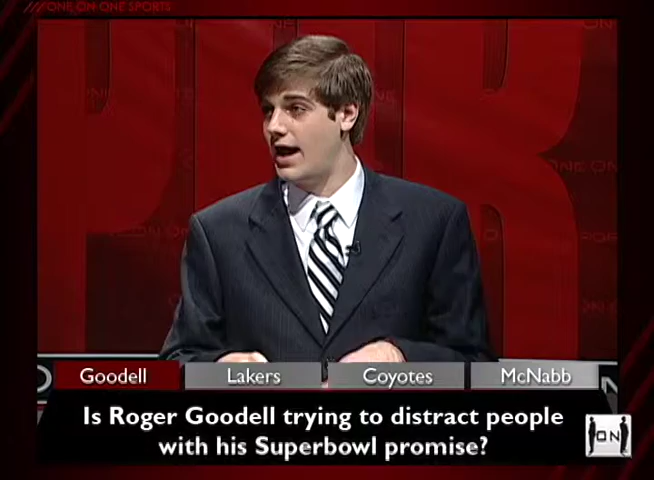 ONE ON ONE SPORTS
Goodell
Lakers
Coyotes
McNabb
Is Roger Goodell trying to distract people
with his Superbowl promise?
ON